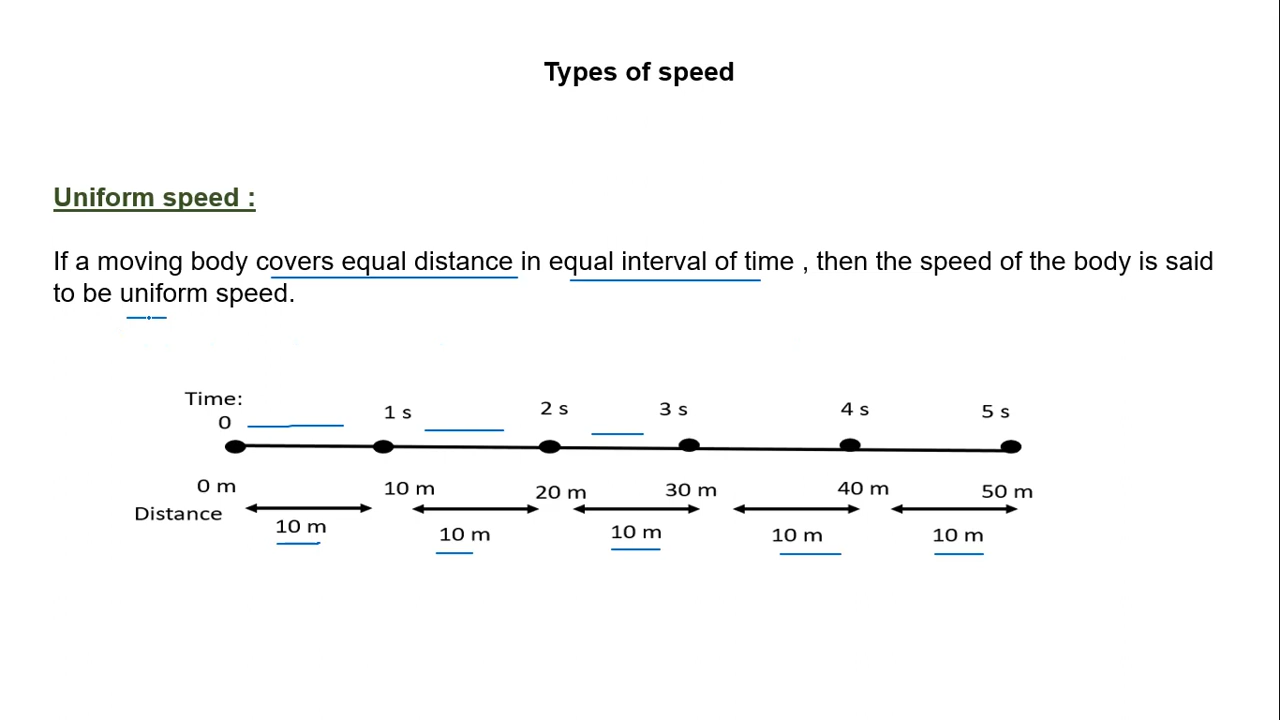 Types of speed
Uniform speed :
If a moving body covers equal distance in equal interval of time , then the speed of the body is said
to be uniform speed.
Time:
0 1 s 2 s 3 s 4 s 5 s
0 m 10 m 20 m 30 m 40 m 50 m
Distance
10 m 10 m 10 m 10 m 10 m